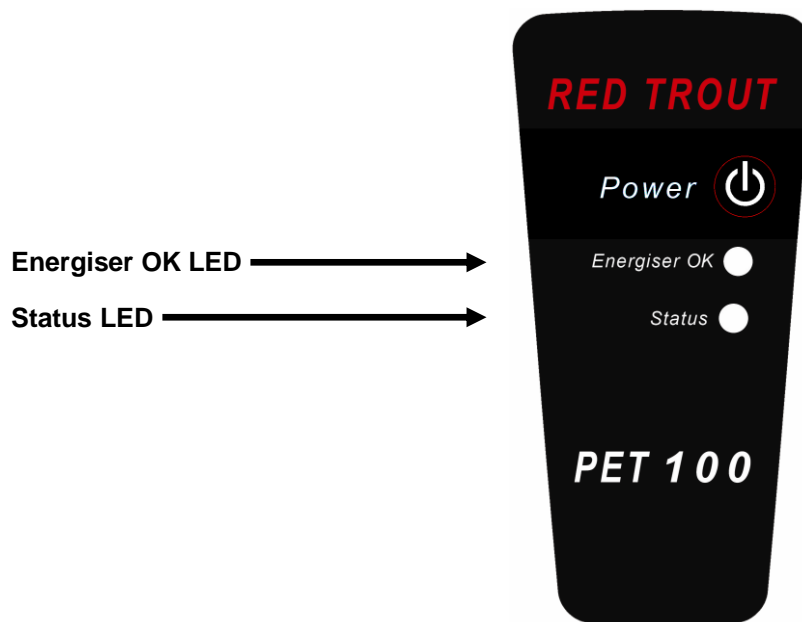 RED TROUT
Power
Energiser OK LED
Energiser OK
Status LED
Status
PET 100